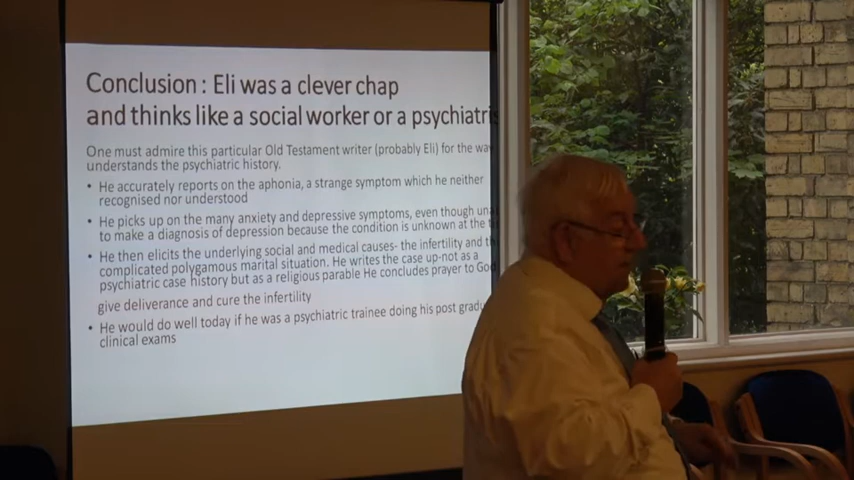 Conclusion : Eli was a clever chap
and thinks like a social worker or a psychiatris
One must admire this particular Old Testament writer (probably Eli) for the way
understands the psychiatric history.
• He accurately reports on the aphonia, a strange symptom which he neither
recognised nor understood
• He picks up on the many anxiety and depressive symptoms, even though una
to make a diagnosis of depression because the condition is unknown at the ti
• He then elicits the underlying social and medical causes- the infertility and th
complicated polygamous marital situation. He writes the case up-not as a
psychiatric case history but as a religious parable He concludes prayer to God
give deliverance and cure the infertility
• He would do well today if he was a psychiatric trainee doing his post gradu
clinical exams